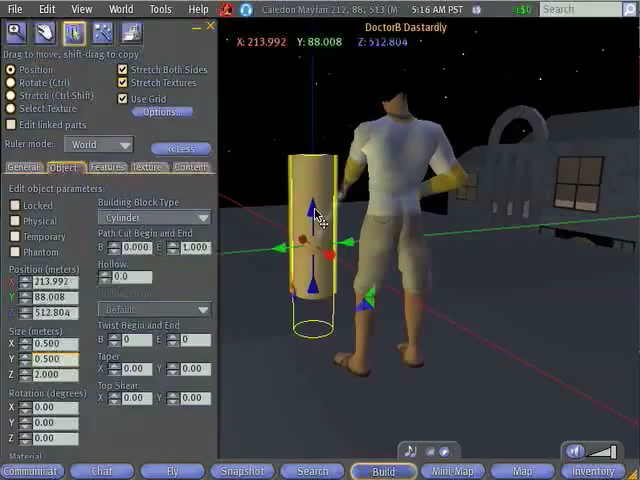 File Edit View World Tools Help
Caledon Mayfair 212, 88, 513 (M
5:16 AM PST
Search
DoctorB Dastardly
X: 213.992 Y: 88.008 Z: 512.804
Drag to move, shift-drag to copy
Position
Rotate (Ctrl)
Stretch (Ctrl-Shift)
Select Texture
Edit linked parts
Stretch Both Sides
Stretch Textures
Use Grid
Options...
Ruler mode: World
<< Less
General Object Features Texture Content
Edit object parameters:
Locked
Physical
Temporary
Phantom
Position (meters)
X 213.992
Y 88.008
Z 512.804
Size (meters)
X 0.500
Y 0.500
Z 2.000
Rotation (degrees)
X 0.00
Y 0.00
Z 0.00
Material
Building Block Type
Cylinder
Path Cut Begin and End
B 0.000 E 1.000
Hollow
0.0
Default
Twist Begin and End
B 0 E 0
Taper
X 0.00 Y 0.00
Top Shear
X 0.00 Y 0.00
Communicat Chat Fly Snapshot Search Build Mini-Map Map Inventory